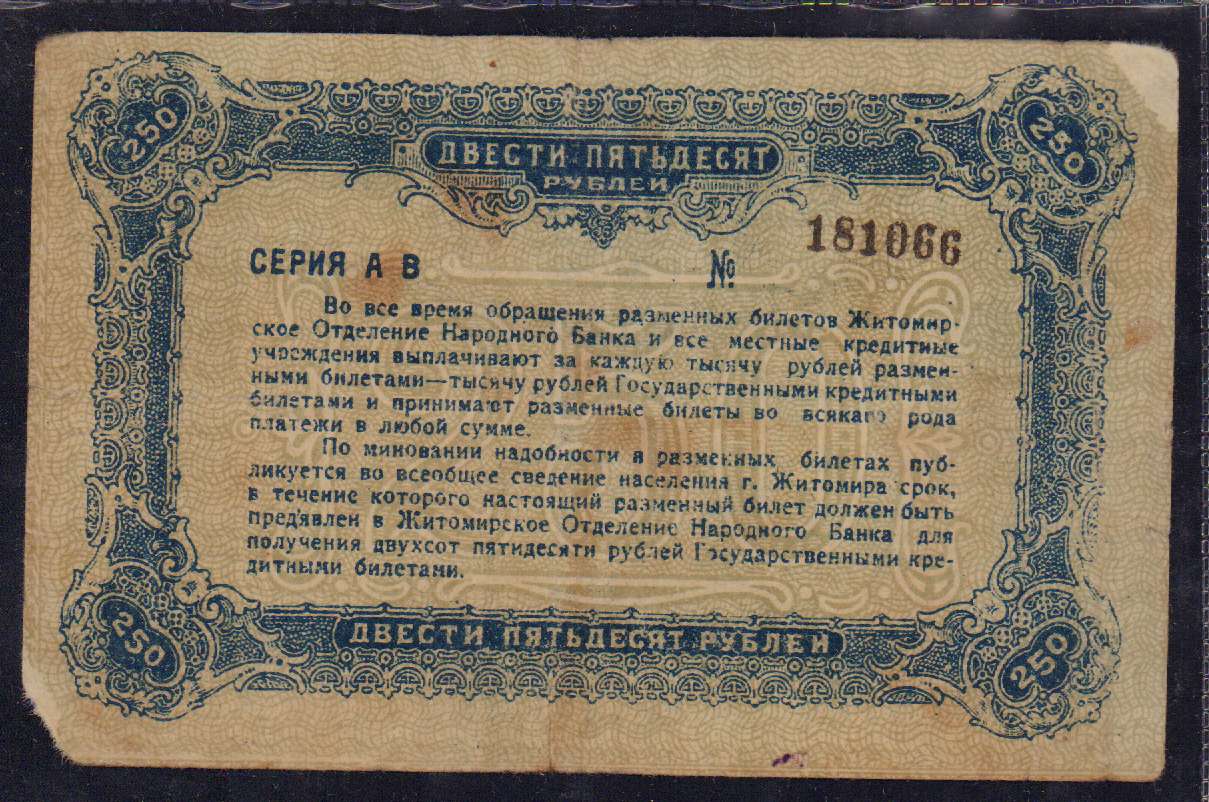 250
250
ДВЕСТИ ПЯТЬДЕСЯТ
РУБЛЕЙ
181066
СЕРИЯ А В №
Во все время обращения разменных билетов Житомир-
ское Отделение Народного Банка и все местные кредитные
учреждения выплачивают за каждую тысячу рублей размен-
ными билетами—тысячу рублей Государственными кредитными
билетами и принимают разменные билеты во всякаго рода
платежи в любой сумме.
По миновании надобности в разменных билетах пуб-
ликуется во всеобщее сведение населения г. Житомира срок,
в течение которого настоящий разменный билет должен быть
пред'явлен в Житомирское Отделение Народного Банка для
получения двухсот пятидесяти рублей Государственными кре-
дитными билетами.
ДВЕСТИ ПЯТЬДЕСЯТ РУБЛЕЙ
250
250